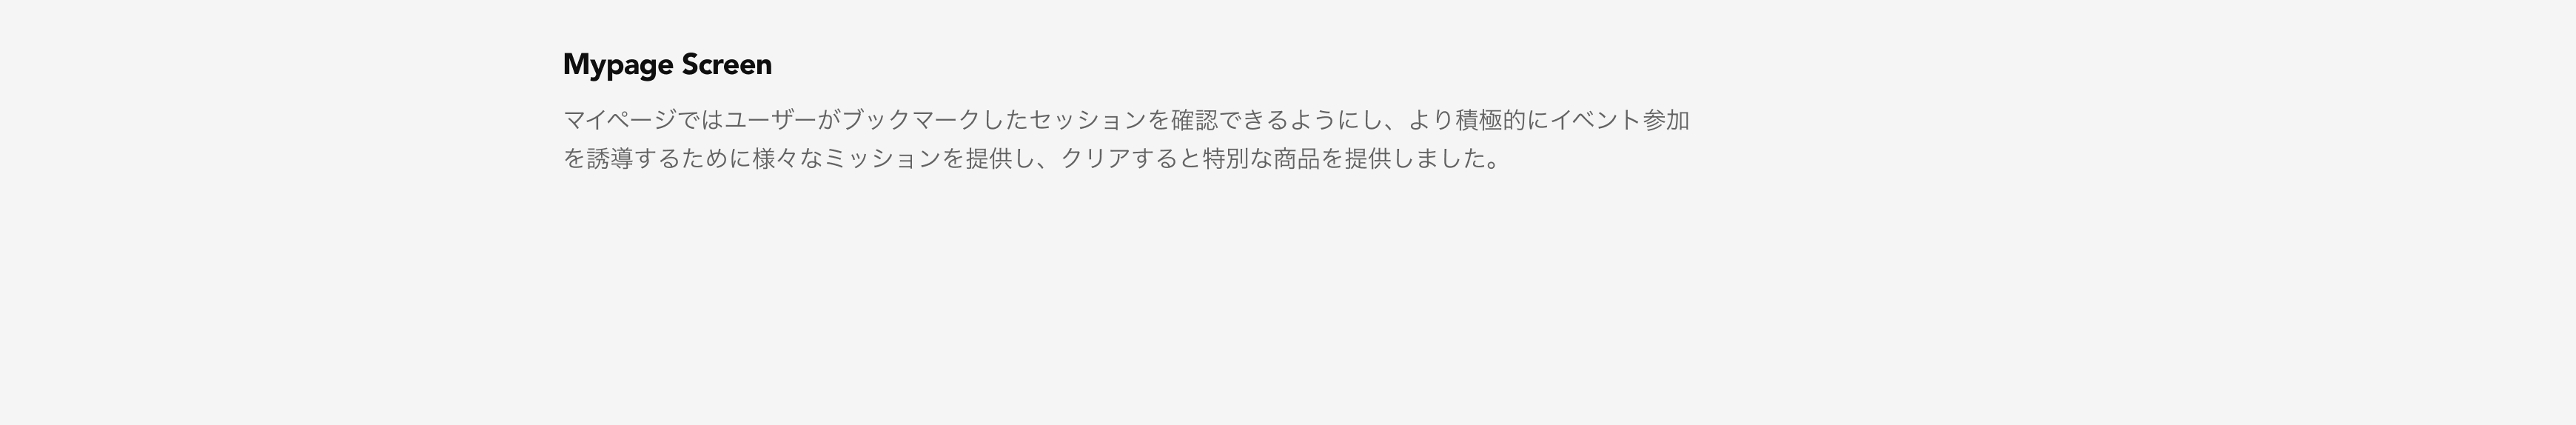 Mypage Screen
マイページではユーザーがブックマークしたセッションを確認できるようにし、より積極的にイベント参加
を誘導するために様々なミッションを提供し、クリアすると特別な商品を提供しました。